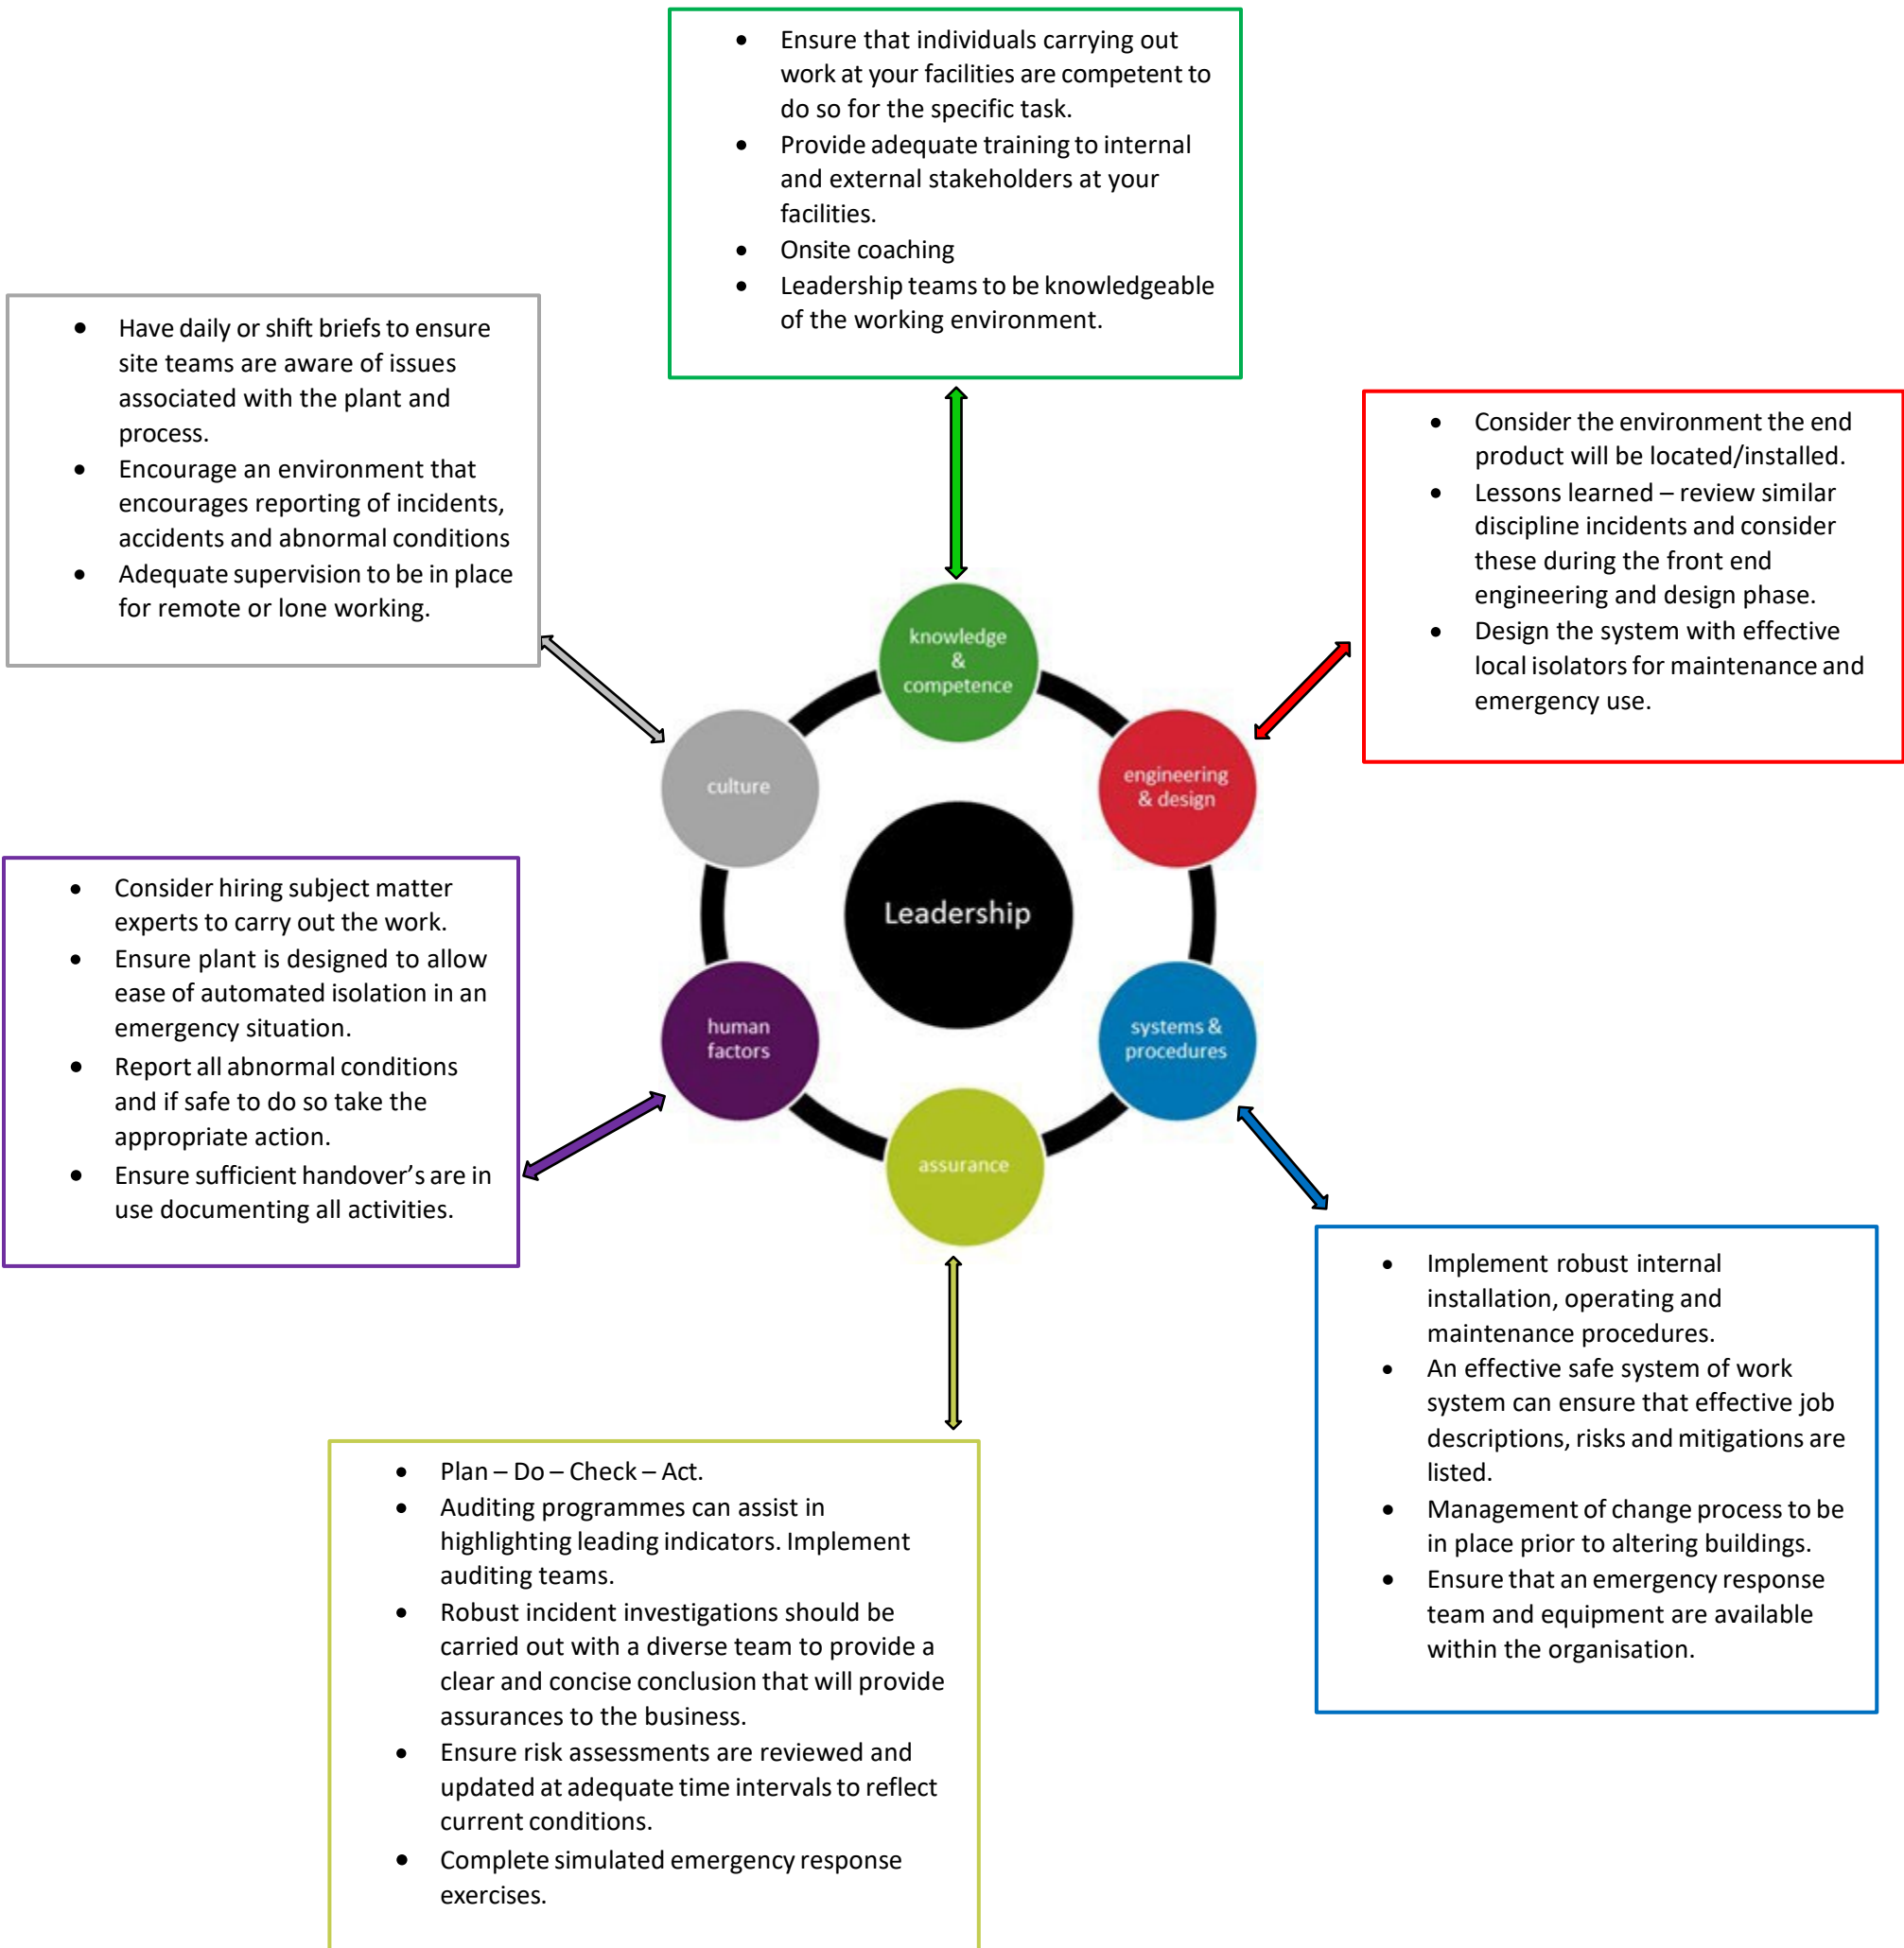 • Ensure that individuals carrying out
work at your facilities are competent to
do so for the specific task.
• Provide adequate training to internal
and external stakeholders at your
facilities.
• Onsite coaching
• Leadership teams to be knowledgeable
of the working environment.
• Have daily or shift briefs to ensure
site teams are aware of issues
associated with the plant and
process.
• Encourage an environment that
encourages reporting of incidents,
accidents and abnormal conditions
• Adequate supervision to be in place
for remote or lone working.
• Consider the environment the end
product will be located/installed.
• Lessons learned – review similar
discipline incidents and consider
these during the front end
engineering and design phase.
• Design the system with effective
local isolators for maintenance and
emergency use.
knowledge
&
competence
culture
engineering
& design
Leadership
human
factors
systems &
procedures
assurance
• Consider hiring subject matter
experts to carry out the work.
• Ensure plant is designed to allow
ease of automated isolation in an
emergency situation.
• Report all abnormal conditions
and if safe to do so take the
appropriate action.
• Ensure sufficient handover's are in
use documenting all activities.
• Implement robust internal
installation, operating and
maintenance procedures.
• An effective safe system of work
system can ensure that effective job
descriptions, risks and mitigations are
listed.
• Management of change process to be
in place prior to altering buildings.
• Ensure that an emergency response
team and equipment are available
within the organisation.
• Plan – Do – Check – Act.
• Auditing programmes can assist in
highlighting leading indicators. Implement
auditing teams.
• Robust incident investigations should be
carried out with a diverse team to provide a
clear and concise conclusion that will provide
assurances to the business.
• Ensure risk assessments are reviewed and
updated at adequate time intervals to reflect
current conditions.
• Complete simulated emergency response
exercises.